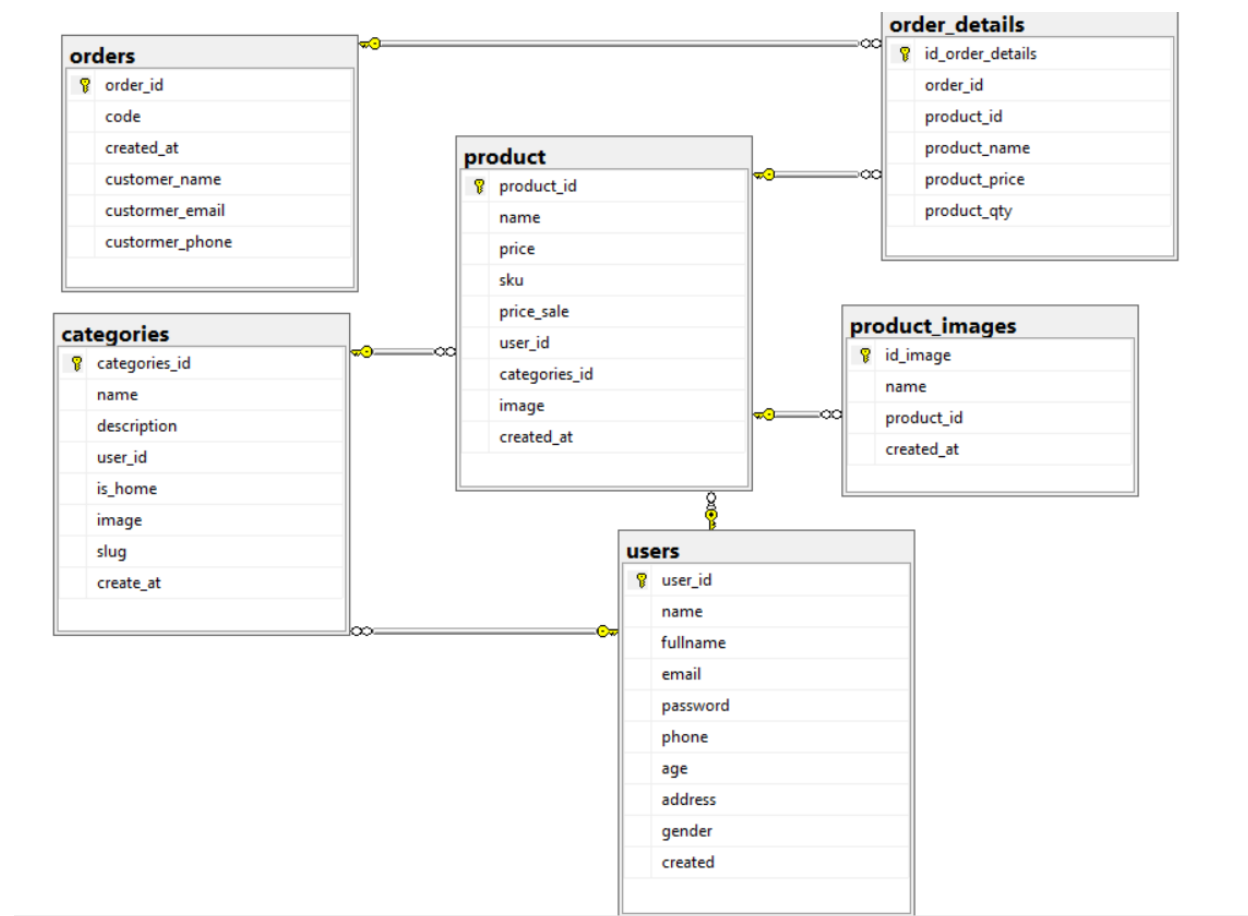 orders
order_id
code
created_at
customer_name
custormer_email
custormer_phone
order_details
id_order_details
order_id
product_id
product_name
product_price
product_qty
product
product_id
name
price
sku
price_sale
user_id
categories_id
image
created_at
categories
categories_id
name
description
user_id
is_home
image
slug
create_at
product_images
id_image
name
product_id
created_at
users
user_id
name
fullname
email
password
phone
age
address
gender
created